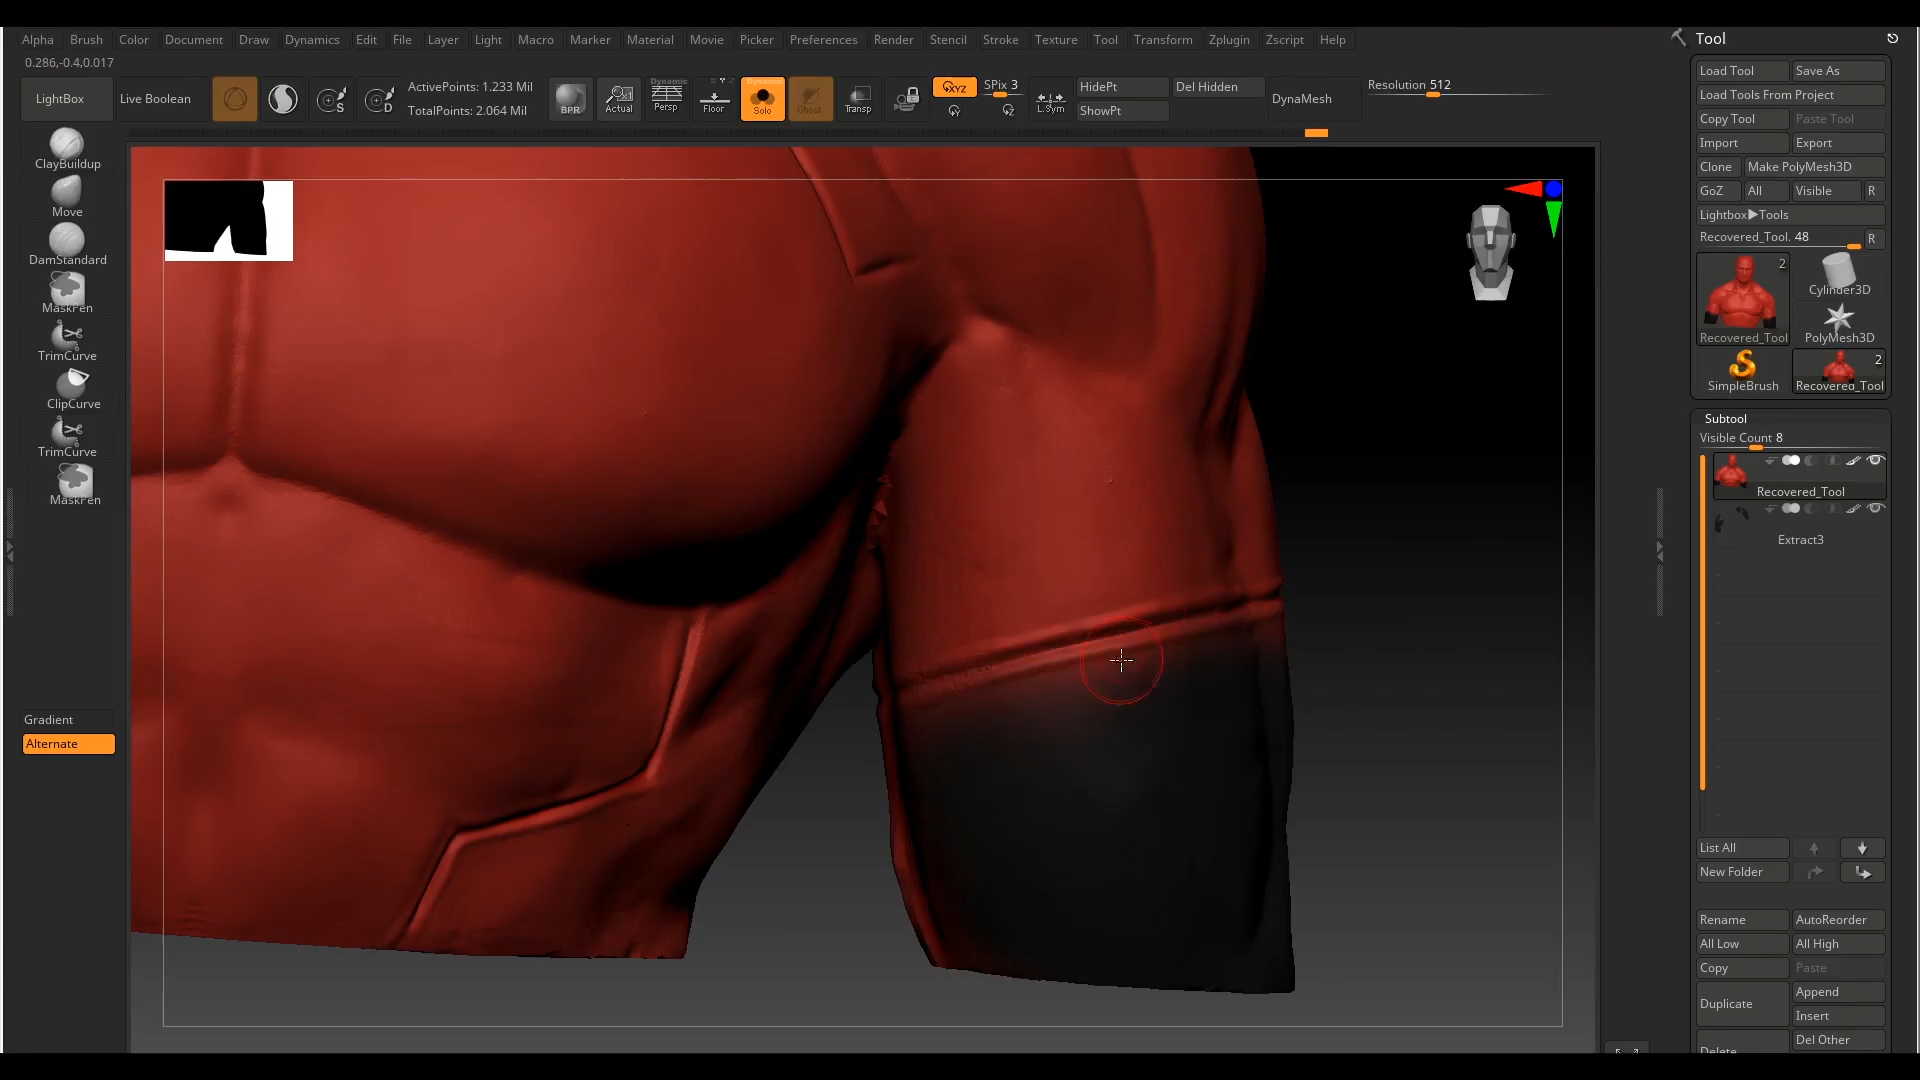 Alpha Brush Color Document Draw Dynamics Edit File Layer Light Macro Marker Material Movie Picker Preferences Render Stencil Stroke Texture Tool Transform Zplugin Zscript Help
0.286,-0.4,0.017
LightBox
Live Boolean
S
D
ActivePoints: 1.233 Mil
TotalPoints: 2.064 Mil
BPR
Actual
Dynamic
Persp
Floor
Dynamic
Solo
Ghost
Transp
XYZ
SPix 3
L.Sym
HidePt
Del Hidden
ShowPt
DynaMesh
Resolution 512
ClayBuildup
Move
DamStandard
MaskPen
TrimCurve
ClipCurve
TrimCurve
MaskPen
Gradient
Alternate
Tool
Load Tool Save As
Load Tools From Project
Copy Tool Paste Tool
Import Export
Clone Make PolyMesh3D
GoZ All Visible R
Lightbox▶Tools
Recovered_Tool. 48 R
2
Cylinder3D
Recovered_Tool PolyMesh3D
2
SimpleBrush Recovered_Tool
Subtool
Visible Count 8
Recovered_Tool
Extract3
List All
New Folder
Rename AutoReorder
All Low All High
Copy Paste
Duplicate Append
Insert
Delete Del Other